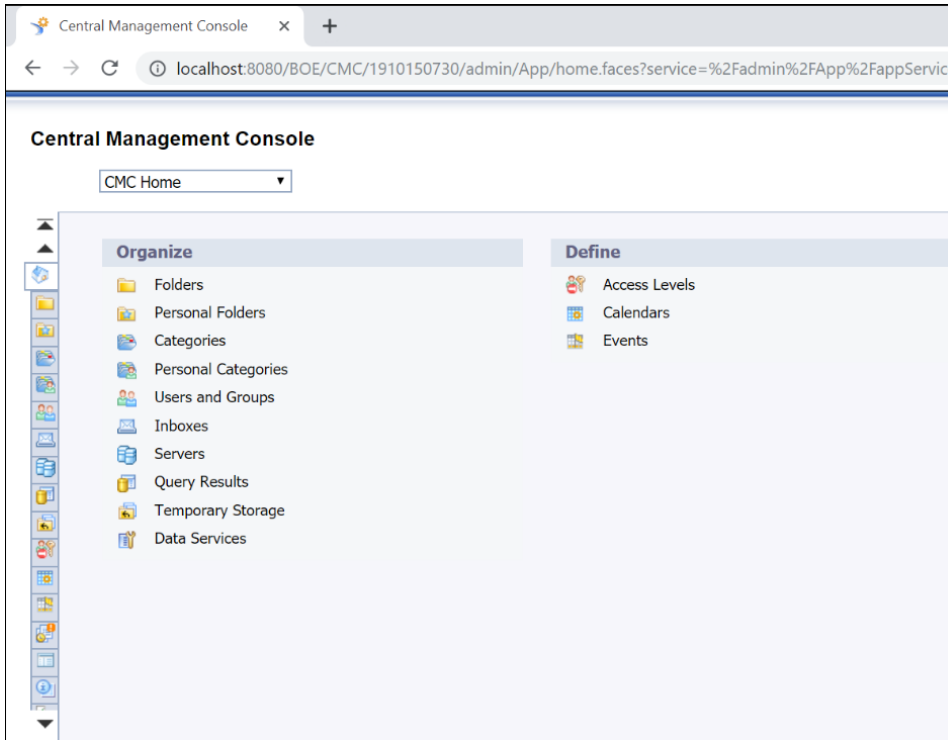 Central Management Console
localhost:8080/BOE/CMC/1910150730/admin/App/home.faces?service=%2Fadmin%2FApp%2FappServic
Central Management Console
CMC Home
Organize
Folders
Personal Folders
Categories
Personal Categories
Users and Groups
Inboxes
Servers
Query Results
Temporary Storage
Data Services
Define
Access Levels
Calendars
Events